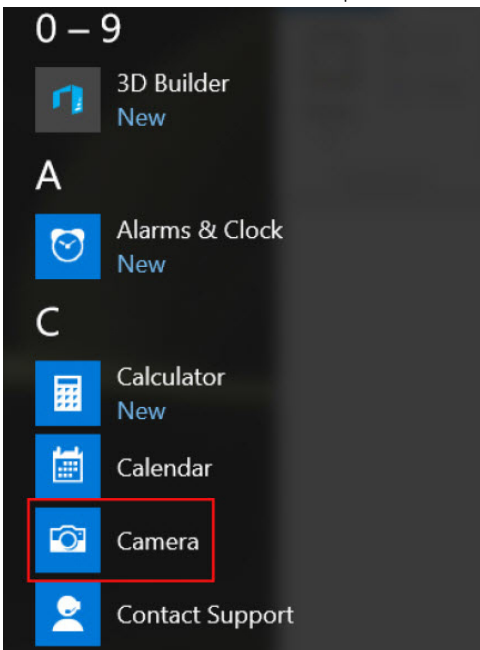 0 – 9
3D Builder
New
A
Alarms & Clock
New
C
Calculator
New
Calendar
Camera
Contact Support